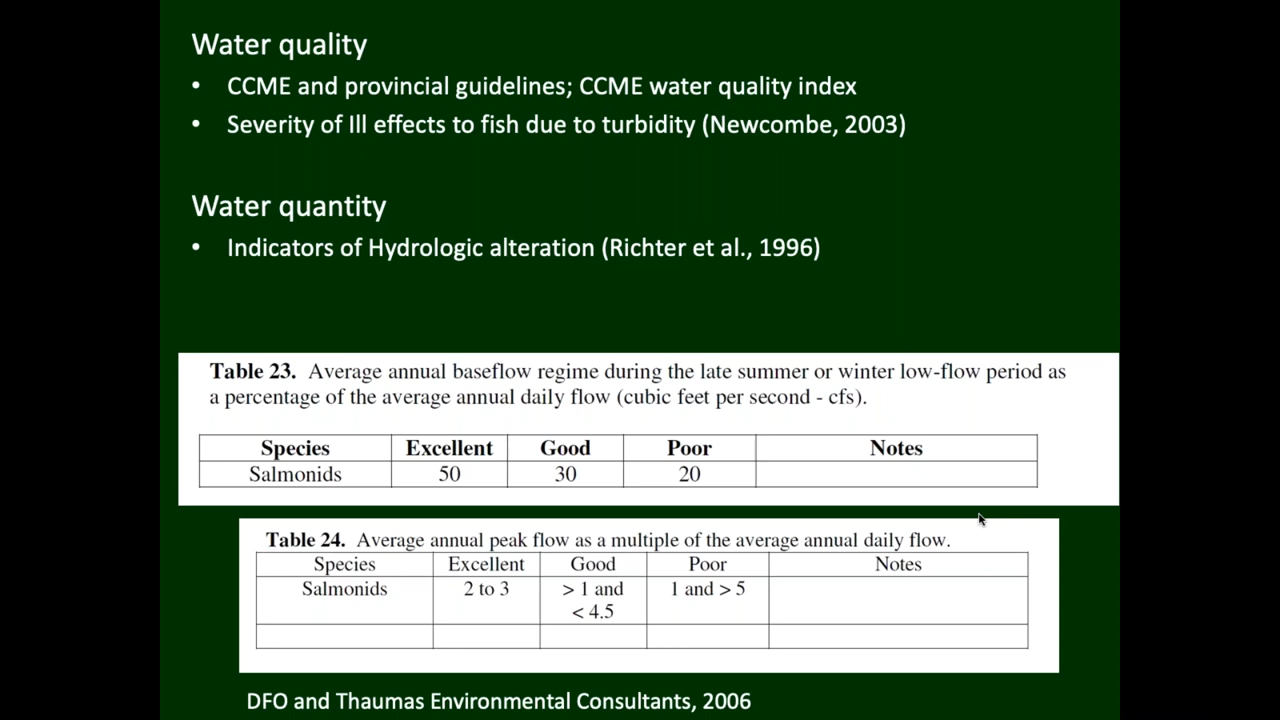 Water quality
• CCME and provincial guidelines; CCME water quality index
• Severity of Ill effects to fish due to turbidity (Newcombe, 2003)
Water quantity
• Indicators of Hydrologic alteration (Richter et al., 1996)
Table 23. Average annual baseflow regime during the late summer or winter low-flow period as
a percentage of the average annual daily flow (cubic feet per second - cfs).
Species Excellent Good Poor Notes
Salmonids 50 30 20
Table 24. Average annual peak flow as a multiple of the average annual daily flow.
Species Excellent Good Poor Notes
Salmonids 2 to 3 > 1 and 1 and > 5
< 4.5
DFO and Thaumas Environmental Consultants, 2006